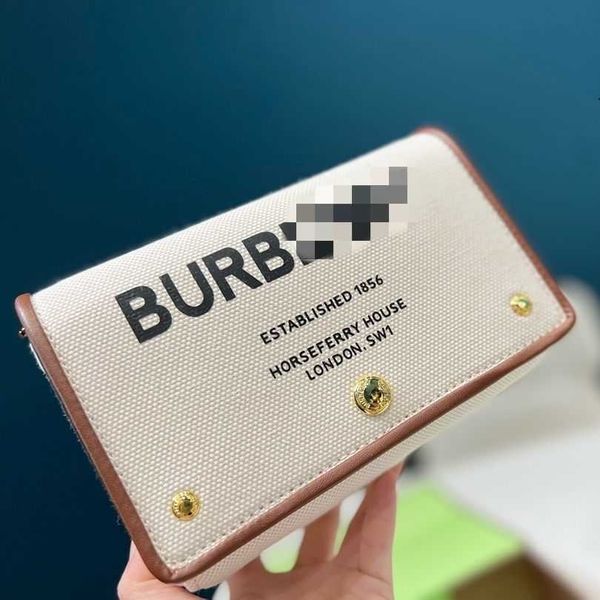 BURB
ESTABLISHED 1856
HORSEFERRY HOUSE
LONDON, SW1